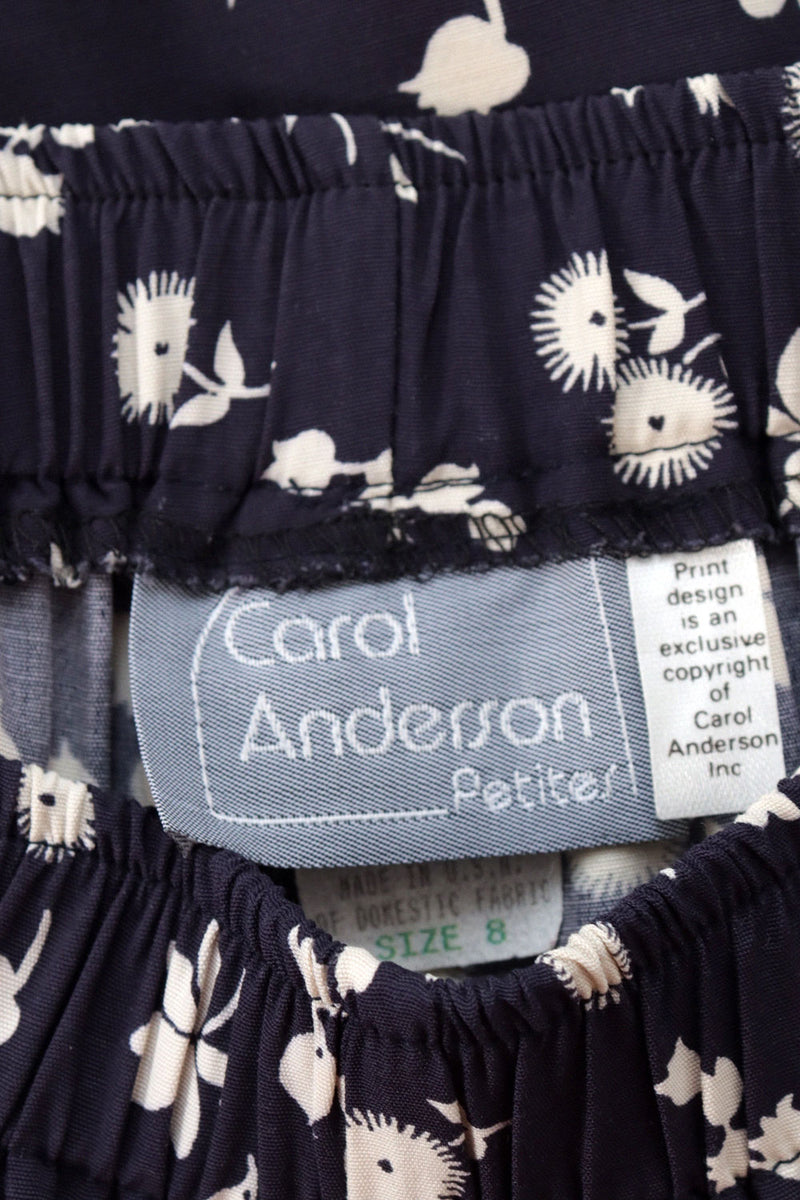 Carol
Anderson
Petites
Print
design
is an
exclusive
copyright
of
Carol
Anderson
Inc
MADE IN U.S.A.
OF DOMESTIC FABRIC
SIZE 8